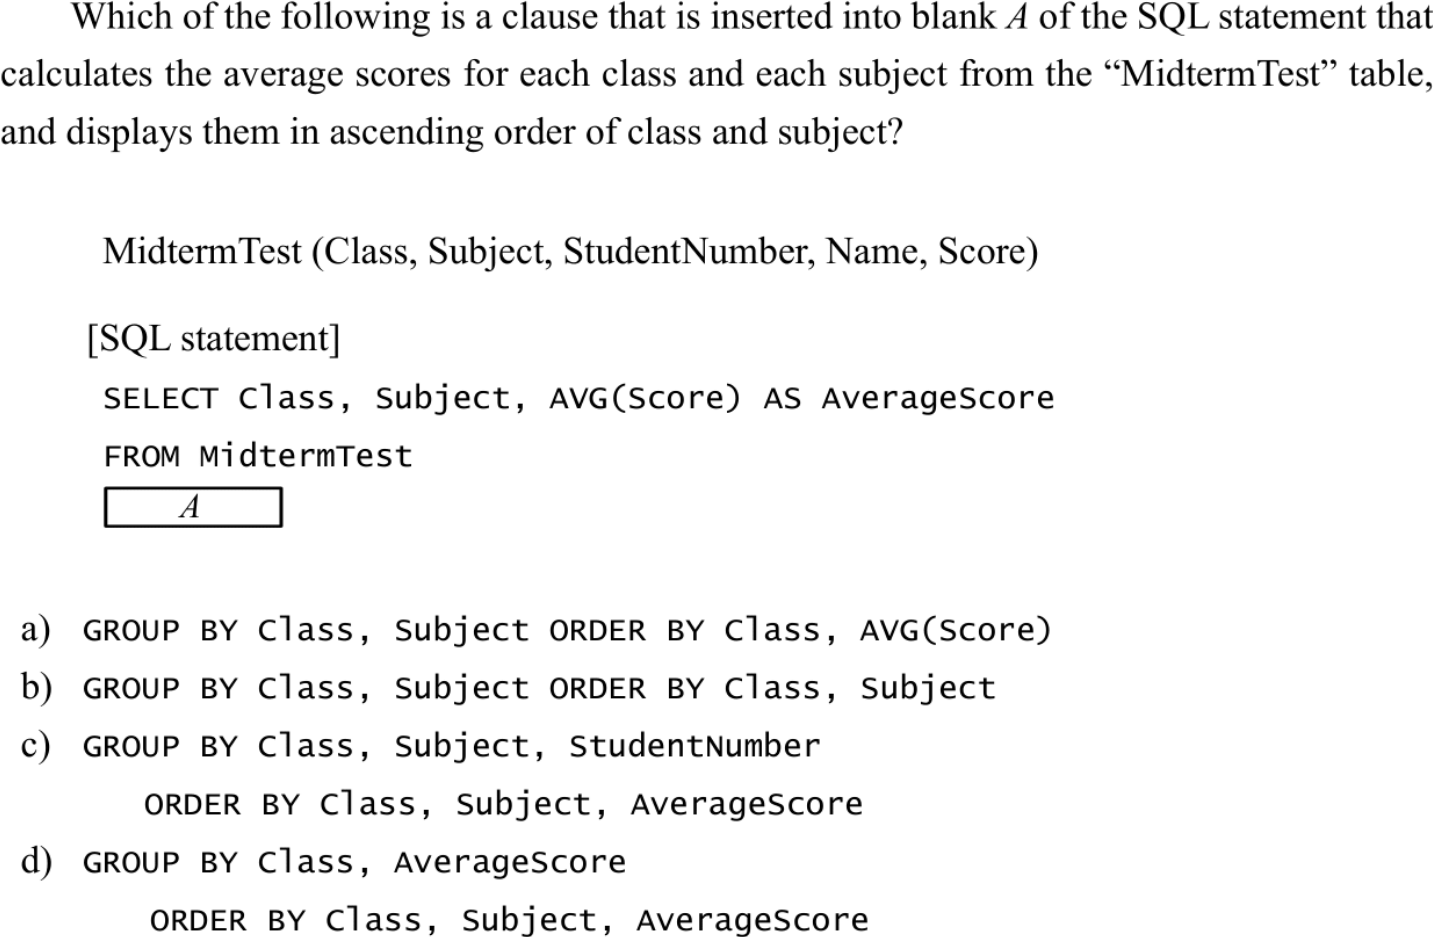 Which of the following is a clause that is inserted into blank A of the SQL statement that
calculates the average scores for each class and each subject from the “MidtermTest” table,
and displays them in ascending order of class and subject?
MidtermTest (Class, Subject, StudentNumber, Name, Score)
[SQL statement]
SELECT Class, Subject, AVG(Score) AS AverageScore
FROM MidtermTest
A
a) GROUP BY Class, Subject ORDER BY Class, AVG(Score)
b) GROUP BY Class, Subject ORDER BY Class, Subject
c) GROUP BY Class, Subject, StudentNumber
ORDER BY Class, Subject, AverageScore
d) GROUP BY Class, AverageScore
ORDER BY Class, Subject, AverageScore